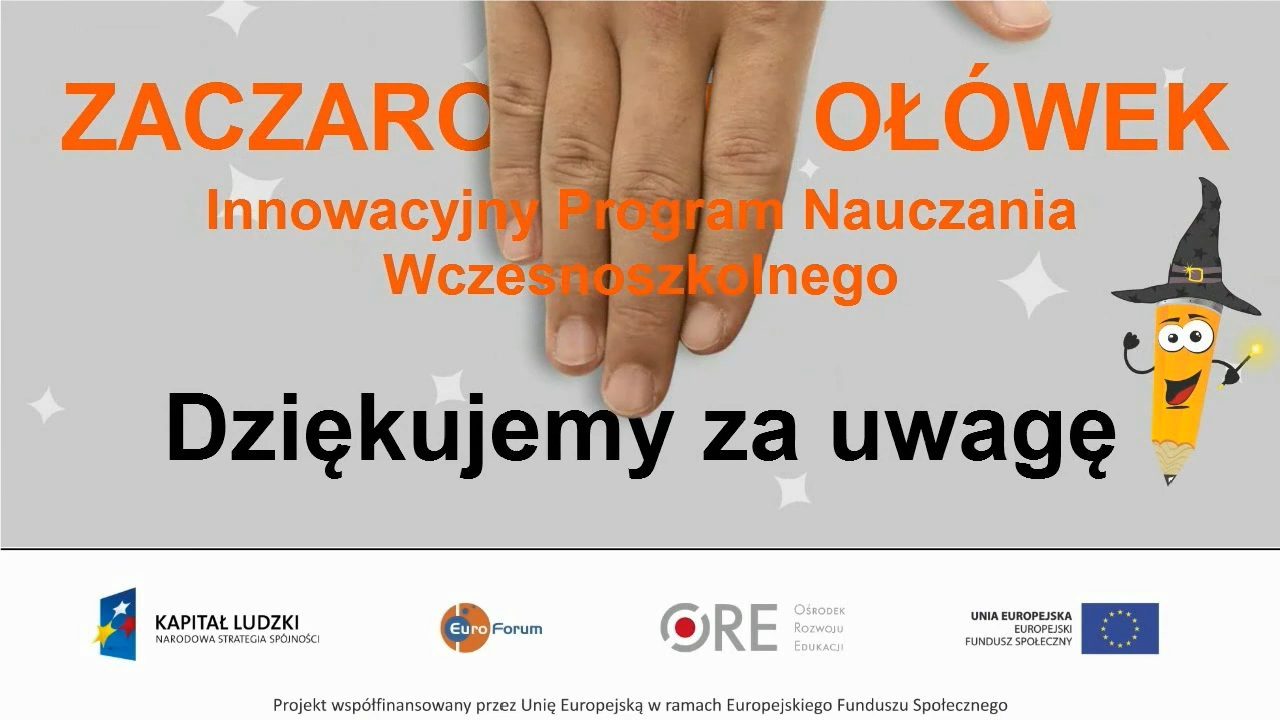 ZACZARO OŁÓWEK
Innowacyjny Program Nauczania
Wczesnoszkolnego
Dziękujemy za uwagę
KAPITAŁ LUDZKI
NARODOWA STRATEGIA SPÓJNOŚCI
Euro Forum
ORE
OŚRODEK
ROZWOJU
EDUKACJI
UNIA EUROPEJSKA
EUROPEJSKI
FUNDUSZ SPOŁECZNY
Projekt współfinansowany przez Unię Europejską w ramach Europejskiego Funduszu Społecznego